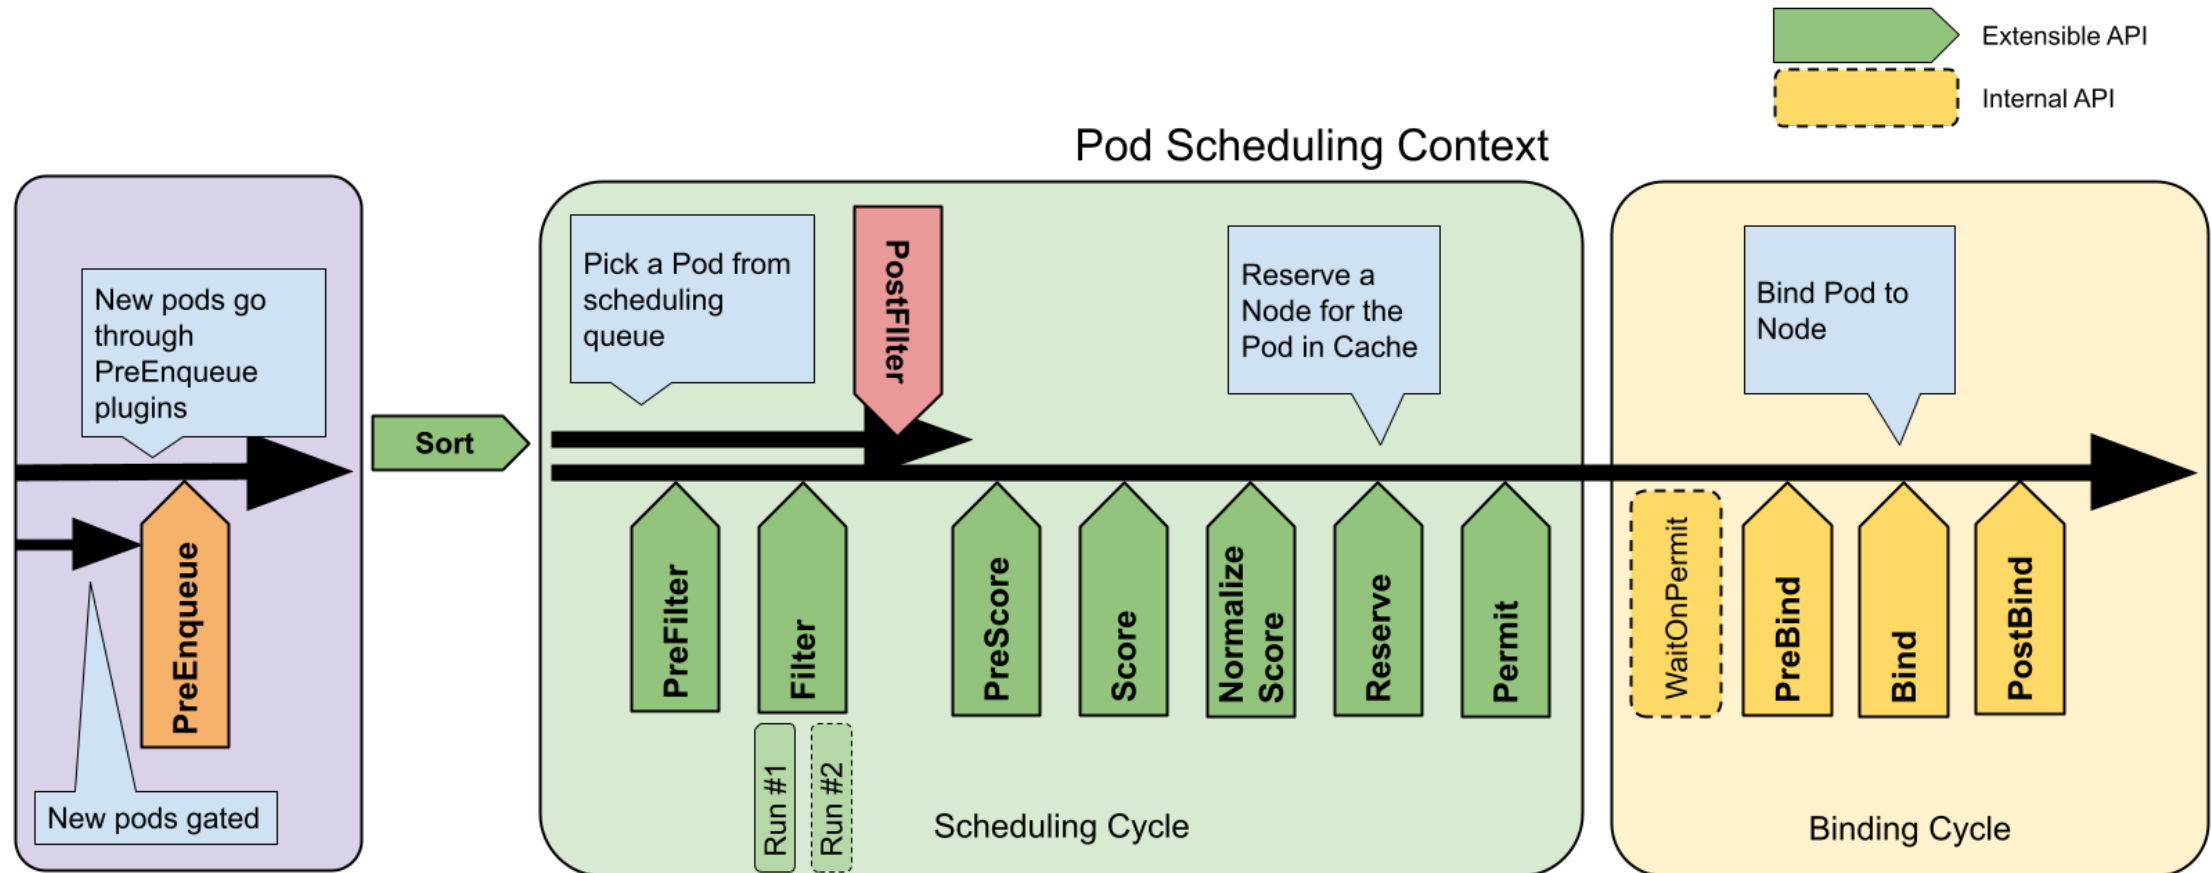 Extensible API
Internal API
Pod Scheduling Context
New pods go
through
PreEnqueue
plugins
PreEnqueue
New pods gated
Sort
Pick a Pod from
scheduling
queue
PostFIlter
Reserve a
Node for the
Pod in Cache
PreFilter
Filter
Run #1
Run #2
PreScore
Score
Normalize
Score
Reserve
Permit
Scheduling Cycle
Bind Pod to
Node
WaitOnPermit
PreBind
Bind
PostBind
Binding Cycle